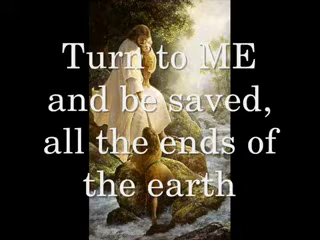 Turn to ME
and be saved,
all the ends of
the earth